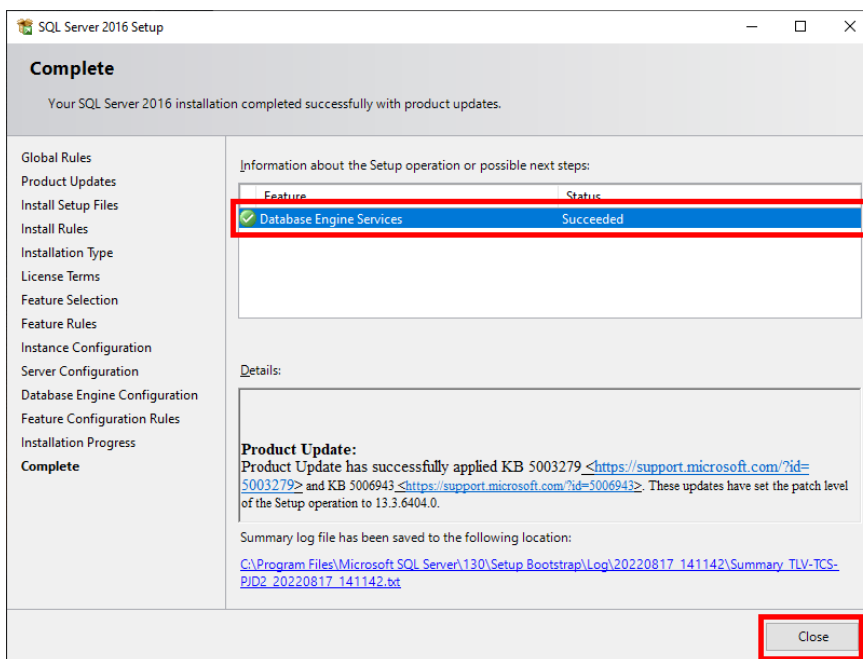 SQL Server 2016 Setup
Complete
Your SQL Server 2016 installation completed successfully with product updates.
Global Rules
Product Updates
Install Setup Files
Install Rules
Installation Type
License Terms
Feature Selection
Feature Rules
Instance Configuration
Server Configuration
Database Engine Configuration
Feature Configuration Rules
Installation Progress
Complete
Information about the Setup operation or possible next steps:
Feature Status
Database Engine Services Succeeded
Details:
Product Update:
Product Update has successfully applied KB 5003279 <https://support.microsoft.com/?id=
5003279> and KB 5006943 <https://support.microsoft.com/?id=5006943>. These updates have set the patch level
of the Setup operation to 13.3.6404.0.
Summary log file has been saved to the following location:
C:\Program Files\Microsoft SQL Server\130\Setup Bootstrap\Log\20220817_141142\Summary_TLV-TCS-
PJD2_20220817_141142.txt
Close